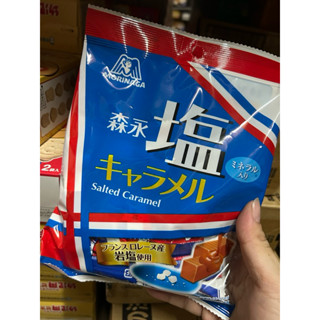 MORINAGA
森永
塩
キャラメル
ミネラル
入り
Salted Caramel
フランスロレーヌ産
岩塩使用